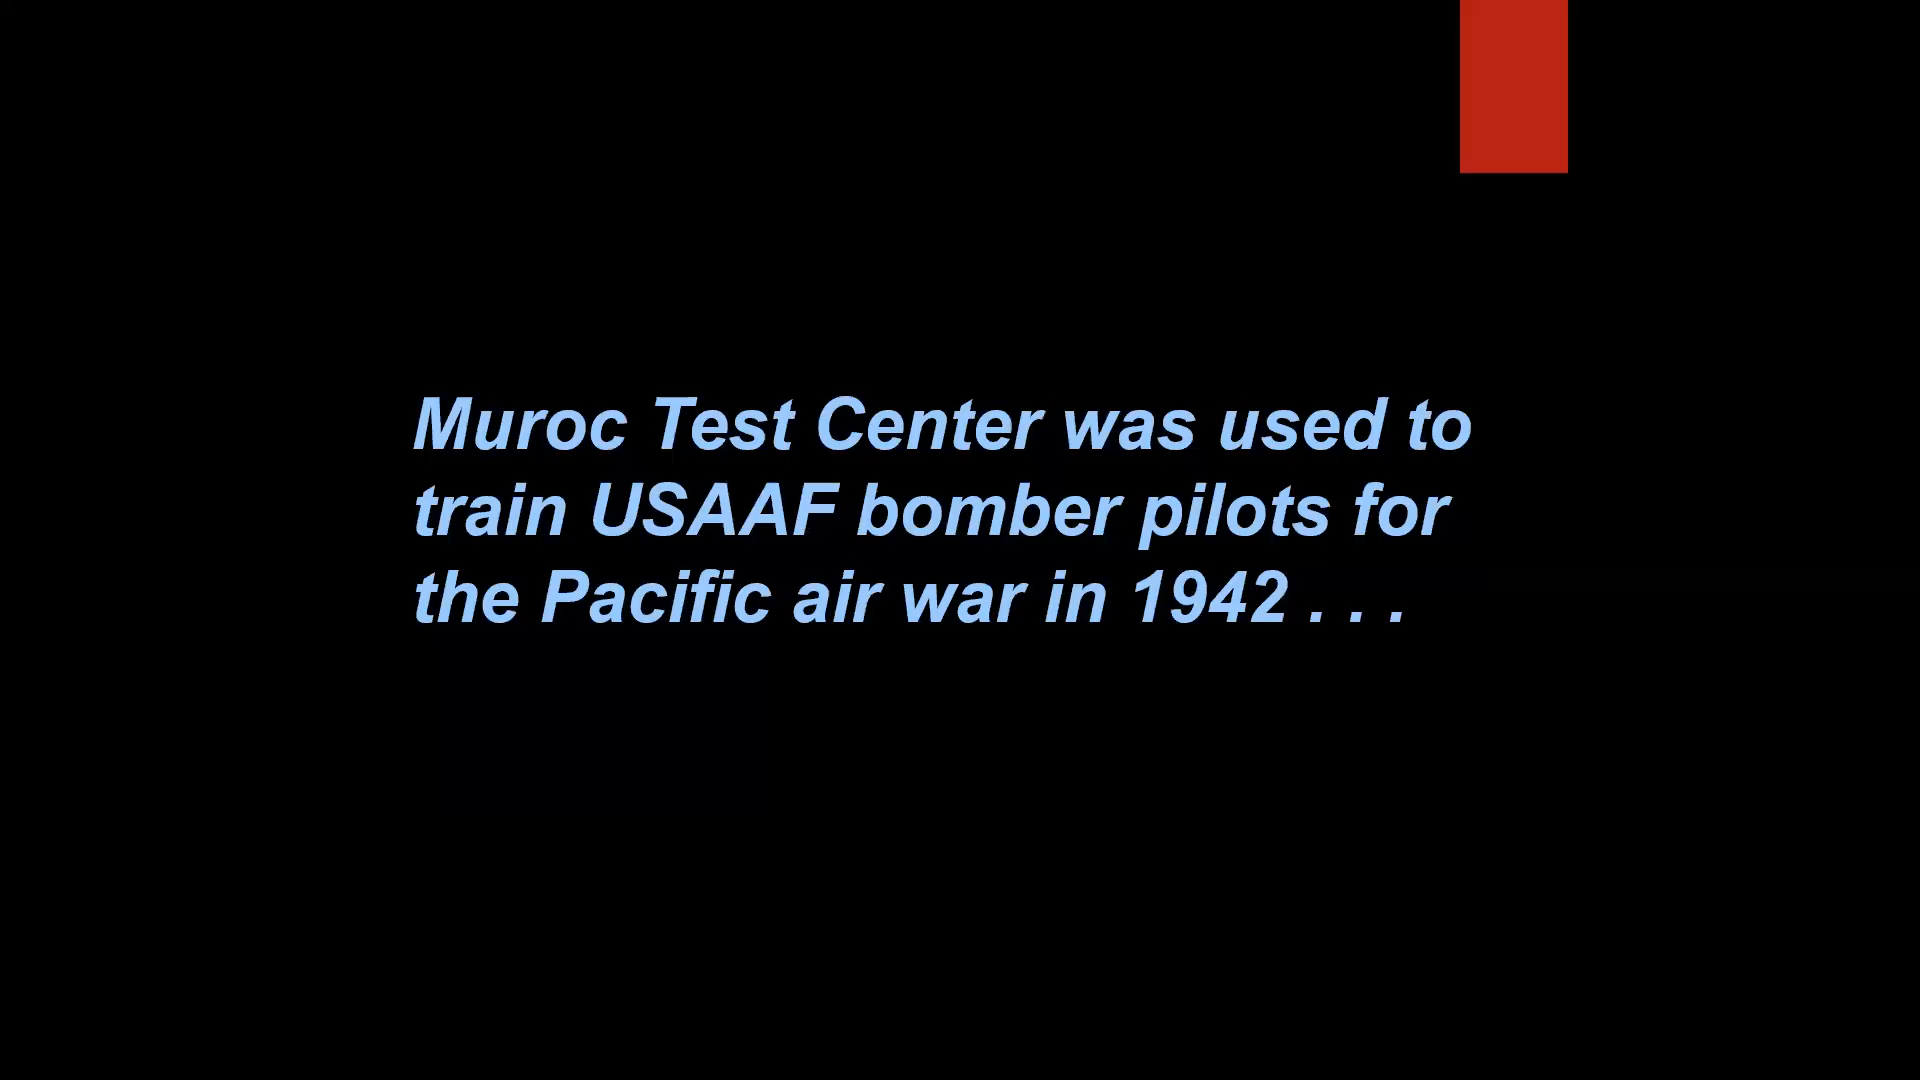 Muroc Test Center was used to
train USAAF bomber pilots for
the Pacific air war in 1942 . . .